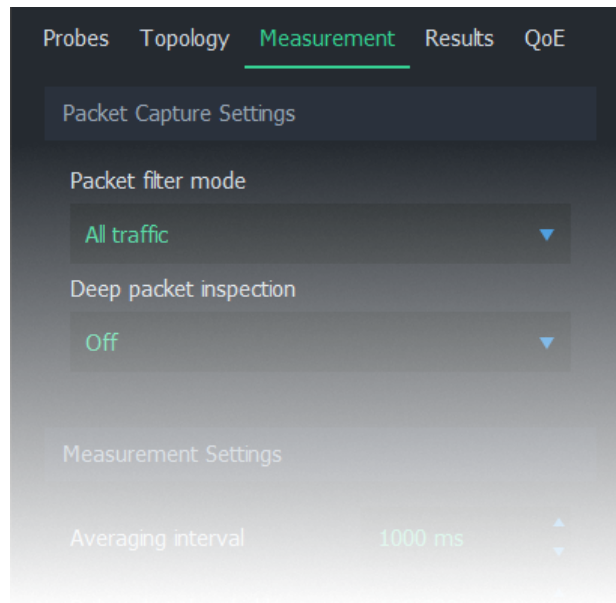 Probes Topology Measurement Results QoE
Packet Capture Settings
Packet filter mode
All traffic
Deep packet inspection
Off
Measurement Settings
Averaging interval 1000 ms